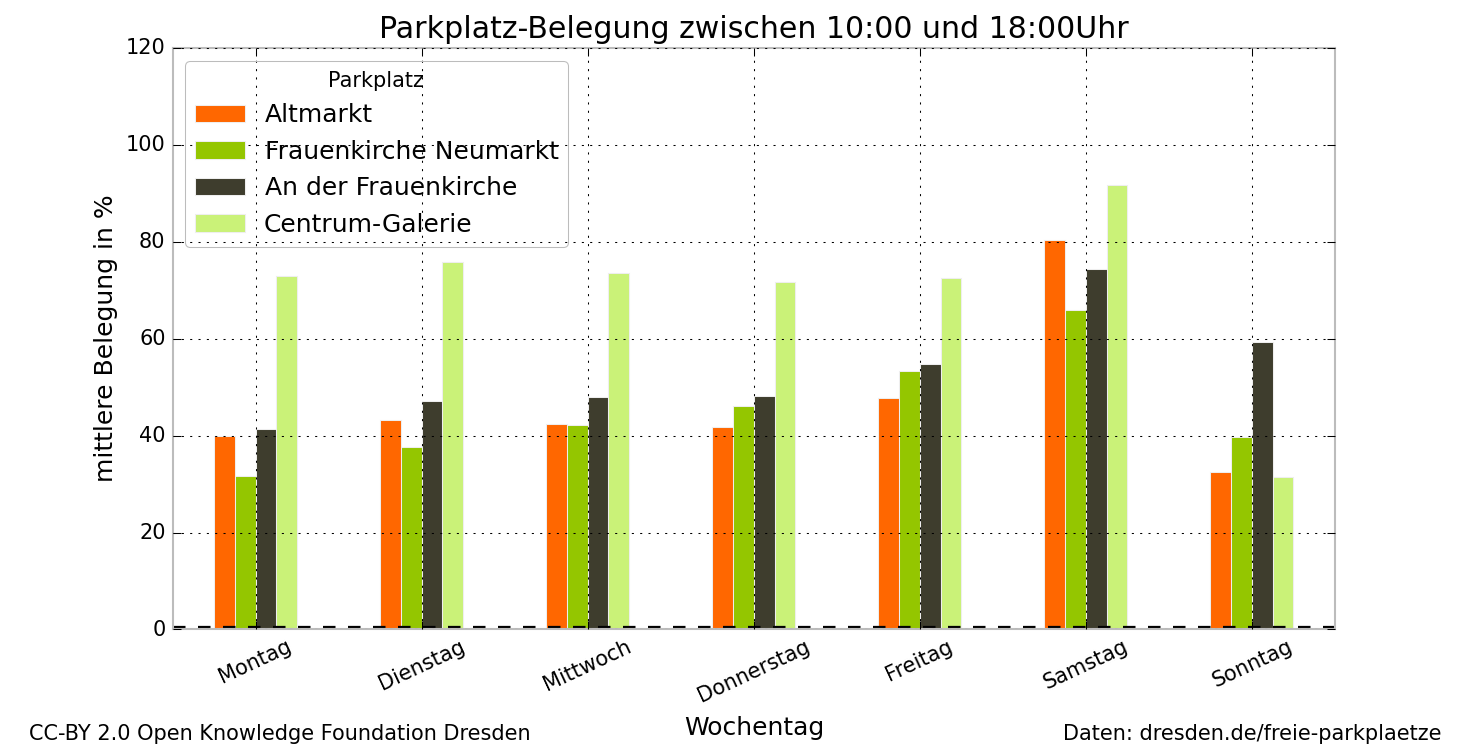 Parkplatz-Belegung zwischen 10:00 und 18:00Uhr
120
100
80
60
40
20
0
mittlere Belegung in %
Parkplatz
Altmarkt
Frauenkirche Neumarkt
An der Frauenkirche
Centrum-Galerie
Montag
Dienstag
Mittwoch
Donnerstag
Freitag
Samstag
Sonntag
Wochentag
CC-BY 2.0 Open Knowledge Foundation Dresden
Daten: dresden.de/freie-parkplaetze